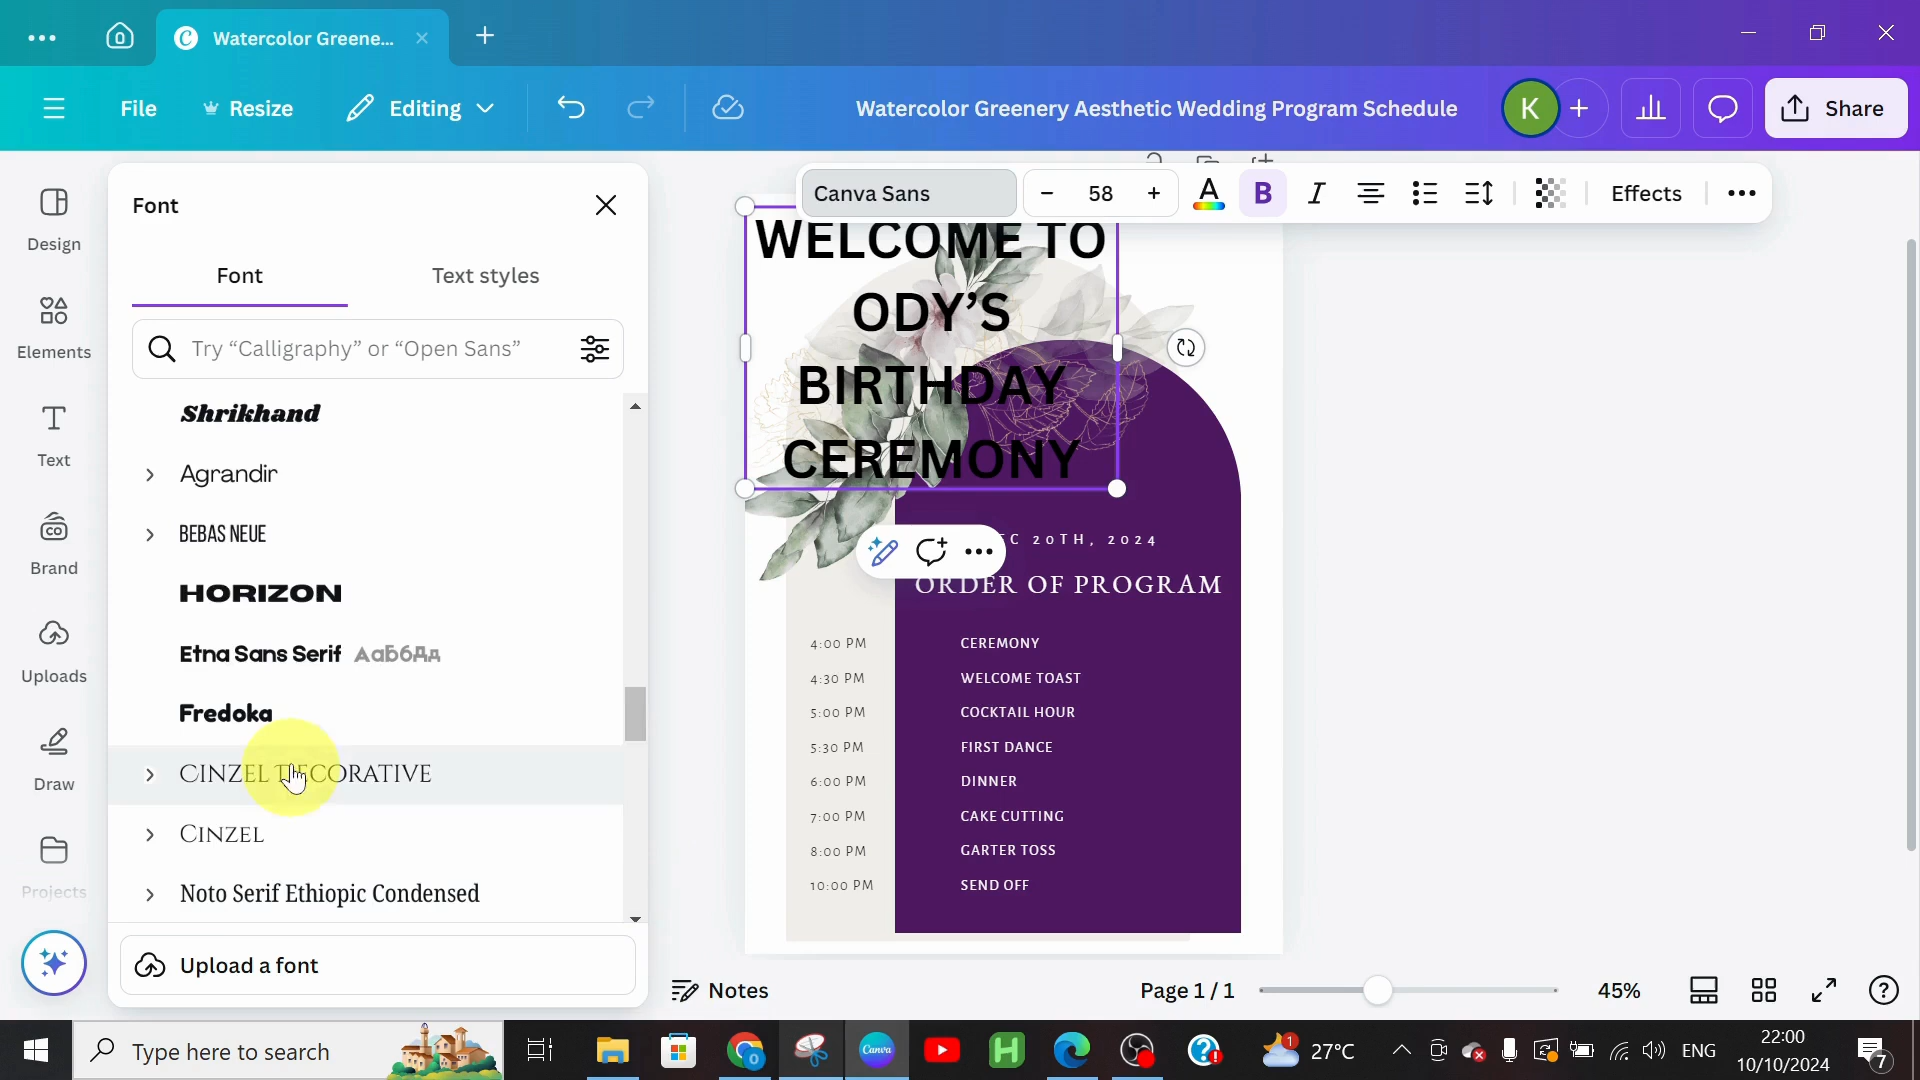 Watercolor Greene...
File
Resize
Editing
Watercolor Greenery Aesthetic Wedding Program Schedule
K
Share
Design
Elements
Text
Brand
Uploads
Draw
Projects
Font
Font
Text styles
Try “Calligraphy” or “Open Sans”
Shrikhand
Agrandir
BEBAS NEUE
HORIZON
Etna Sans Serif АаБбДд
Fredoka
CINZEL DECORATIVE
CINZEL
Noto Serif Ethiopic Condensed
Upload a font
Canva Sans
58
Effects
WELCOME TO
ODY’S
BIRTHDAY
CEREMONY
20TH, 2024
ORDER OF PROGRAM
4:00 PM CEREMONY
4:30 PM WELCOME TOAST
5:00 PM COCKTAIL HOUR
5:30 PM FIRST DANCE
6:00 PM DINNER
7:00 PM CAKE CUTTING
8:00 PM GARTER TOSS
10:00 PM SEND OFF
Notes
Page 1 / 1
45%
Type here to search
Canva
1
27°C
ENG
22:00
10/10/2024
7